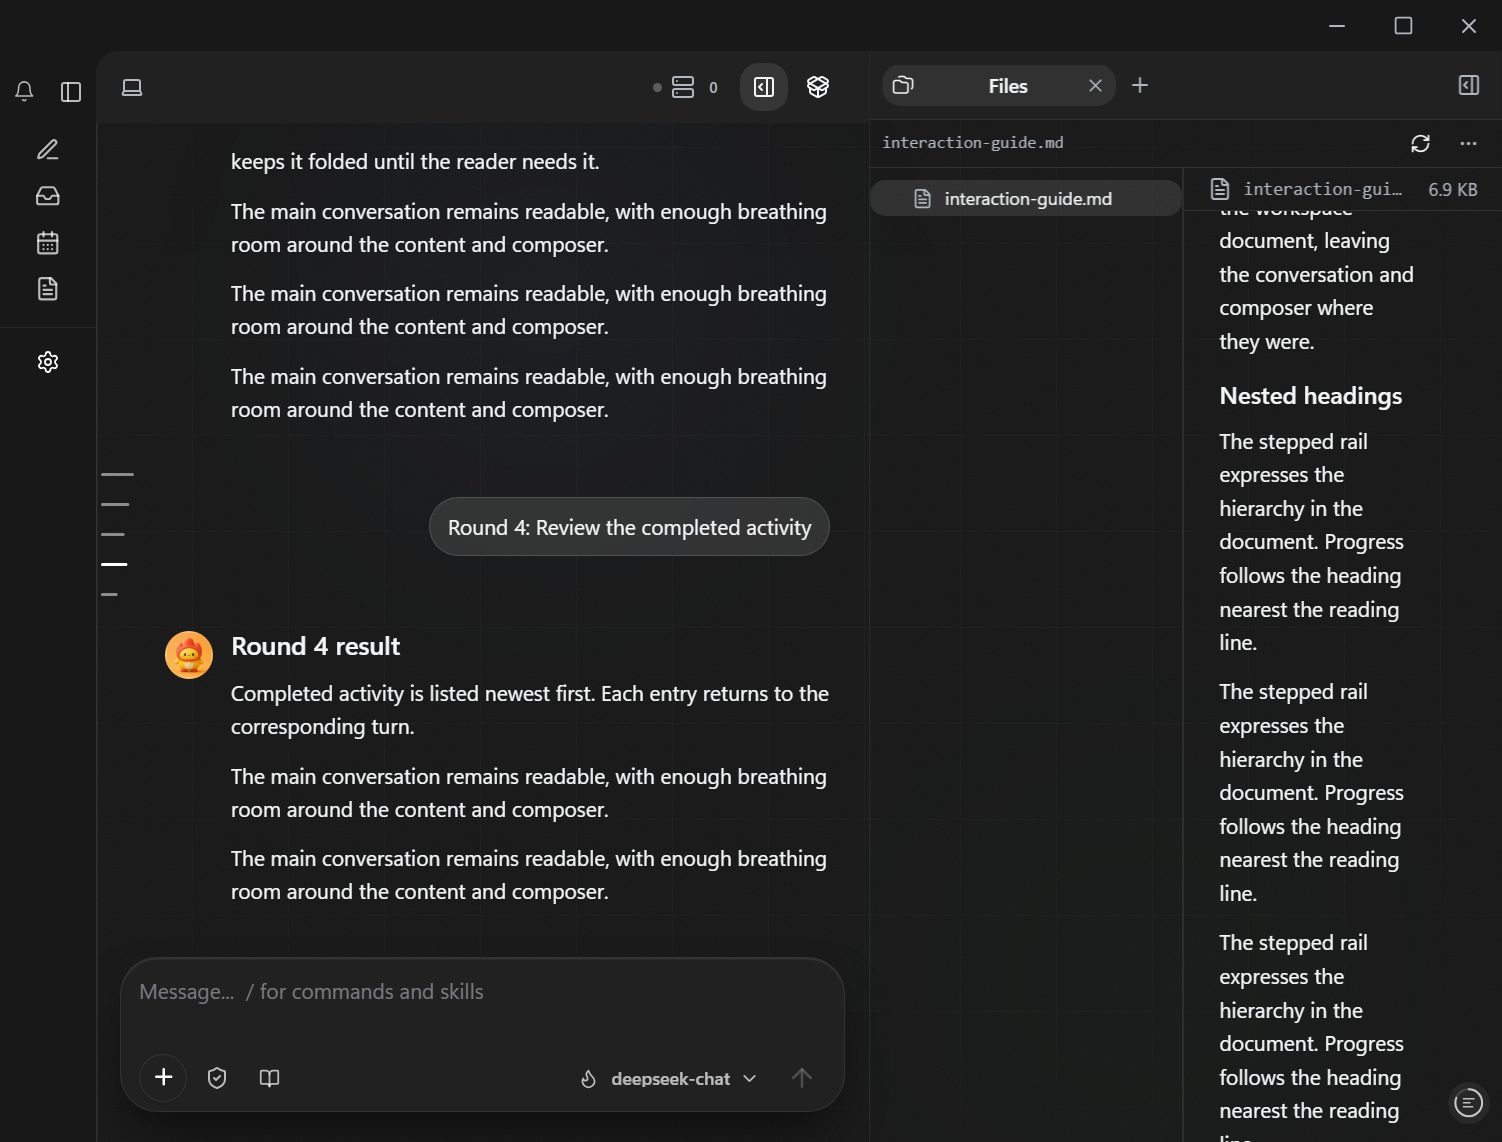 0
Files
interaction-guide.md
interaction-guide.md
interaction-gui...
6.9 KB
keeps it folded until the reader needs it.
The main conversation remains readable, with enough breathing
room around the content and composer.
The main conversation remains readable, with enough breathing
room around the content and composer.
The main conversation remains readable, with enough breathing
room around the content and composer.
Round 4: Review the completed activity
Round 4 result
Completed activity is listed newest first. Each entry returns to the
corresponding turn.
The main conversation remains readable, with enough breathing
room around the content and composer.
The main conversation remains readable, with enough breathing
room around the content and composer.
Message... / for commands and skills
deepseek-chat
the workspace
document, leaving
the conversation and
composer where
they were.
Nested headings
The stepped rail
expresses the
hierarchy in the
document. Progress
follows the heading
nearest the reading
line.
The stepped rail
expresses the
hierarchy in the
document. Progress
follows the heading
nearest the reading
line.
The stepped rail
expresses the
hierarchy in the
document. Progress
follows the heading
nearest the reading
line.